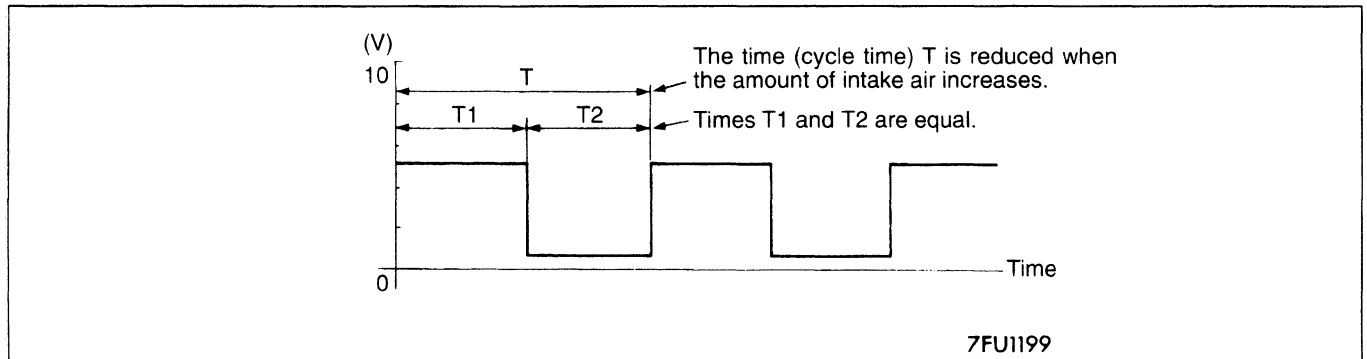 (V)
10
T
The time (cycle time) T is reduced when
the amount of intake air increases.
T1
T2
Times T1 and T2 are equal.
0
Time
7FU1199